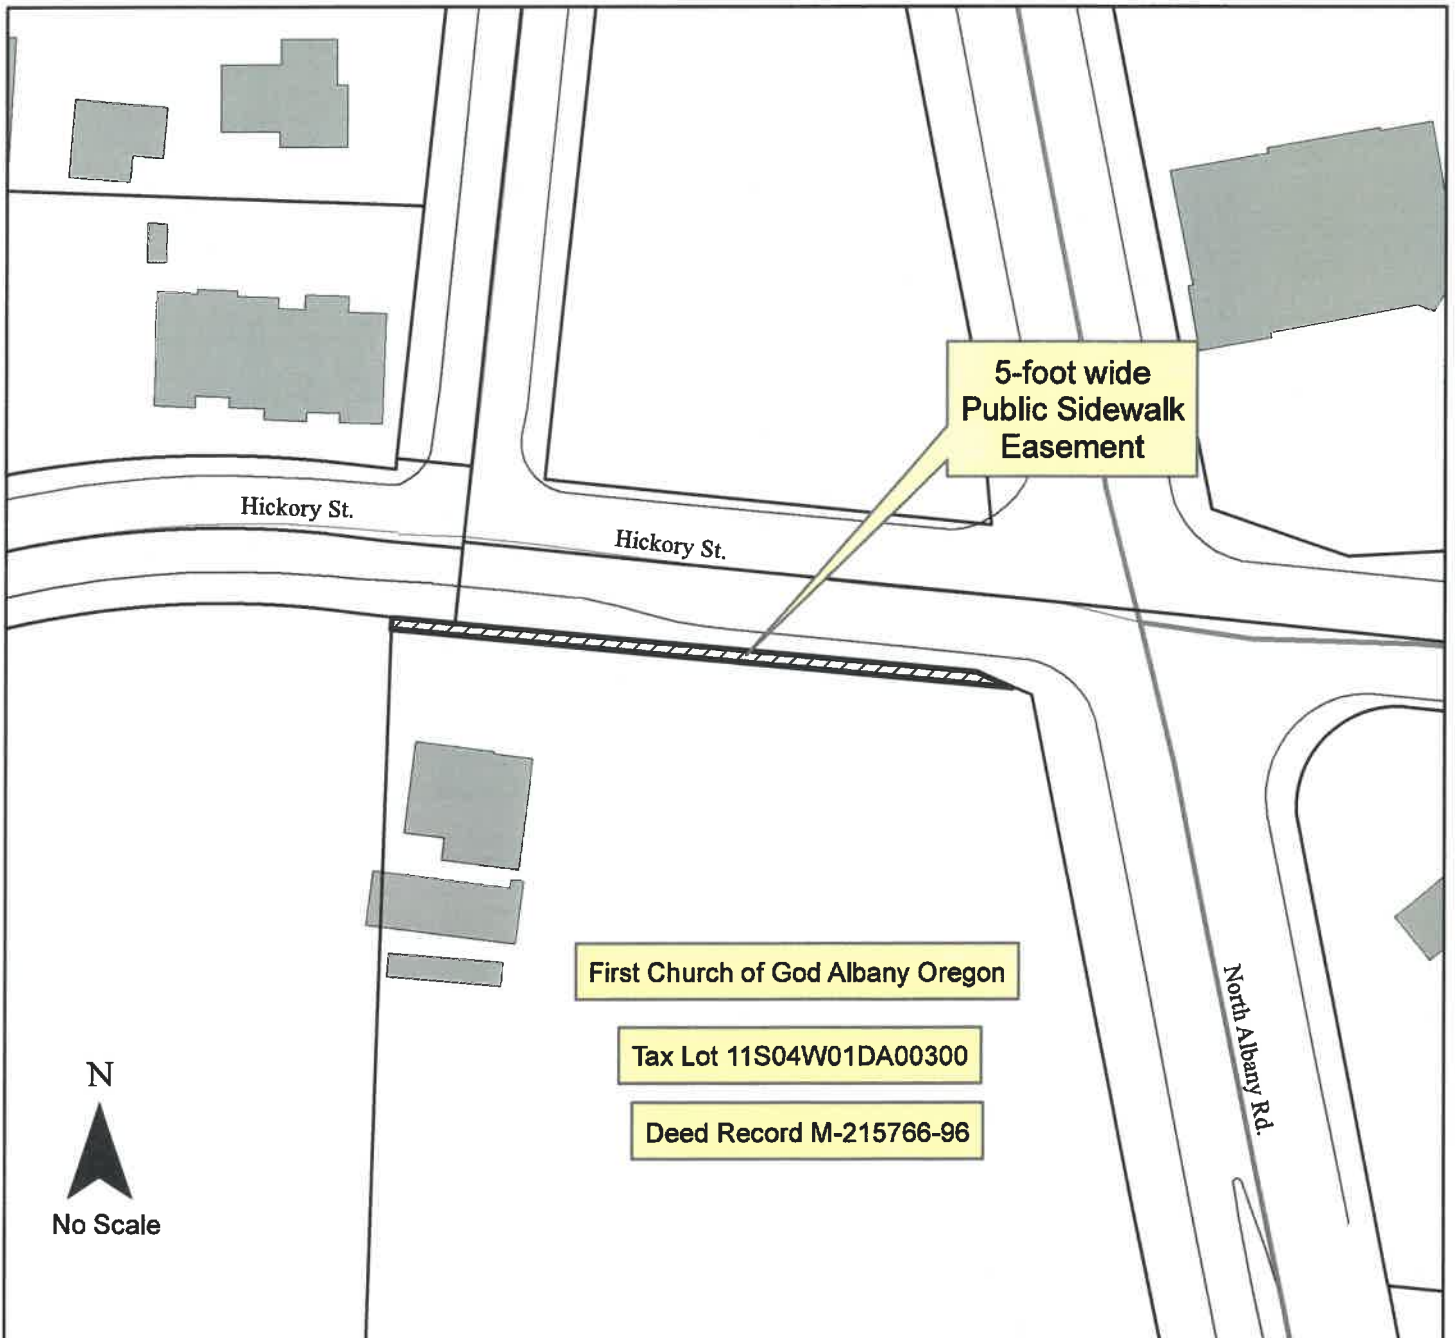 5-foot wide
Public Sidewalk
Easement
Hickory St.
Hickory St.
First Church of God Albany Oregon
Tax Lot 11S04W01DA00300
Deed Record M-215766-96
North Albany Rd.
N
No Scale